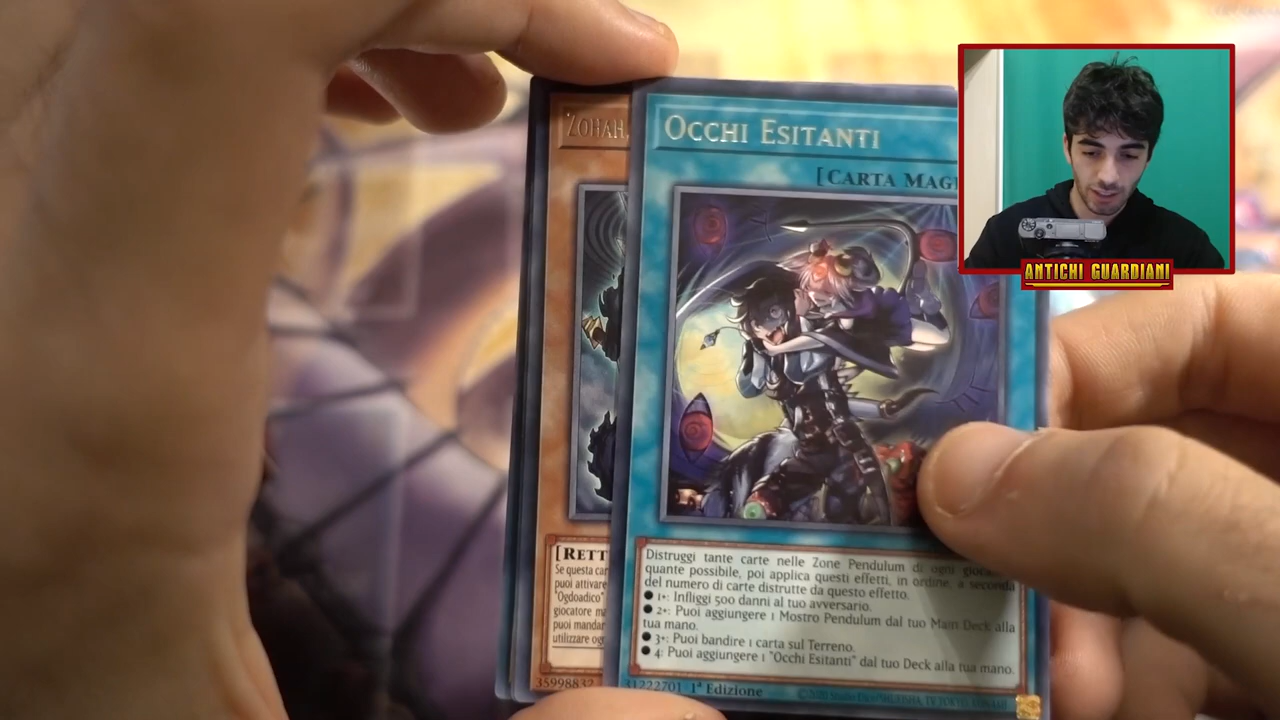 OCCHI ESITANTI
[CARTA MAGI
Distruggi tante carte nelle Zone Pendulum di ogni
quante possibile, poi applica questi effetti, in ordine, a seconda
del numero di carte distrutte da questo effetto.
● 1+: Infliggi 500 danni al tuo avversario.
● 2+: Puoi aggiungere 1 Mostro Pendulum dal tuo Main Deck alla
tua mano.
● 3+: Puoi bandire 1 carta sul Terreno.
● 4: Puoi aggiungere 1 "Occhi Esitanti" dal tuo Deck alla tua mano.
31222701 1ª Edizione
ZOHAH,
[RETT
Se questa car
puoi attivare
"Ogdoadico"
giocatore ma
puoi mandar
utilizzare og
35998832
ANTICHI GUARDIANI